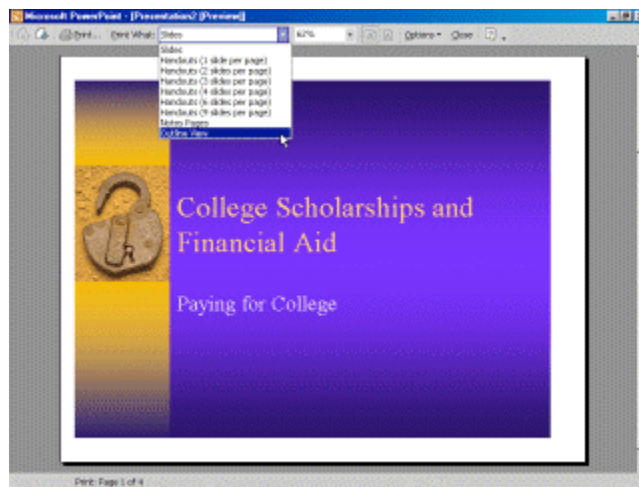 Microsoft PowerPoint - [Presentation2 [Preview]]
Print... Print What: Slides 62% Options Close
Slides
Handouts (1 slide per page)
Handouts (2 slides per page)
Handouts (3 slides per page)
Handouts (4 slides per page)
Handouts (6 slides per page)
Handouts (9 slides per page)
Notes Pages
Outline View
College Scholarships and
Financial Aid
Paying for College
Print: Page 1 of 4